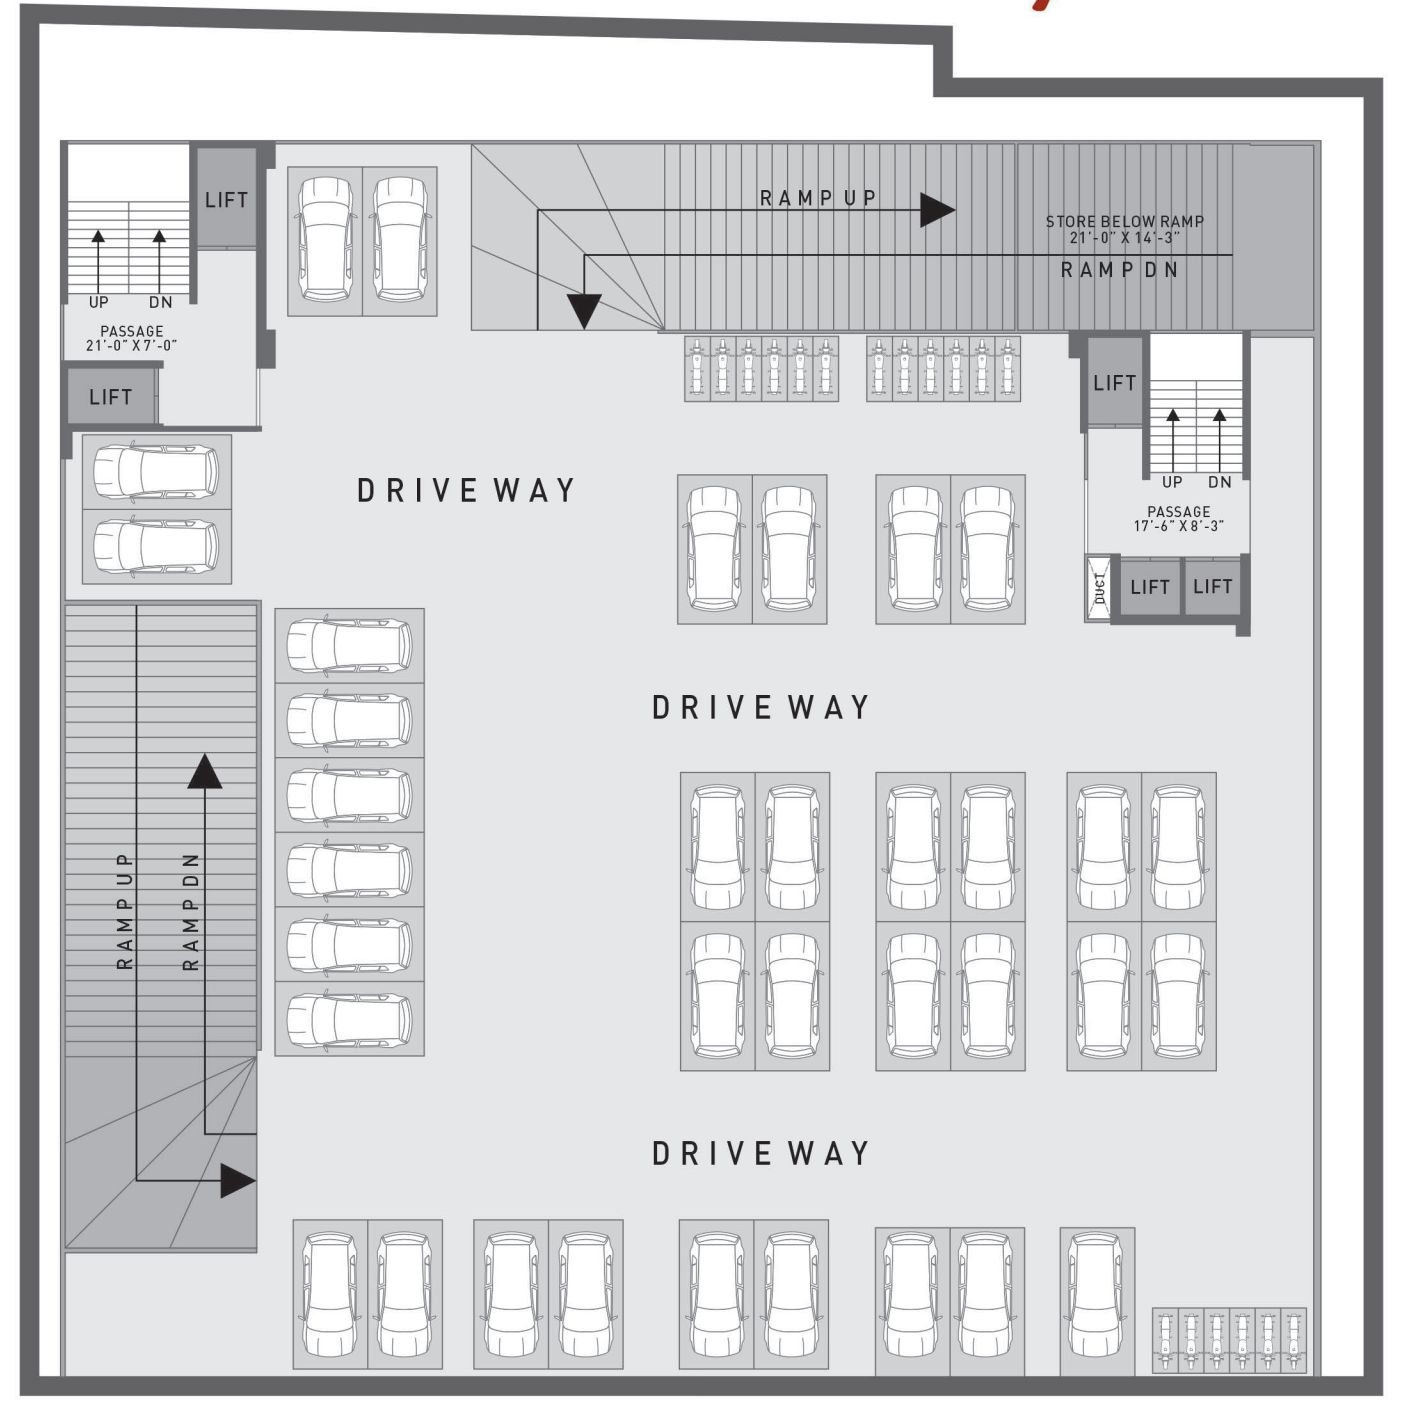 LIFT
RAMP UP
STORE BELOW RAMP
21'-0" X 14'-3"
RAMP DN
UP DN
PASSAGE
21'-0" X 7'-0"
LIFT
LIFT
DRIVE WAY
UP DN
PASSAGE
17'-6" X 8'-3"
DUCT
LIFT LIFT
DRIVE WAY
RAMP UP
RAMP DN
DRIVE WAY